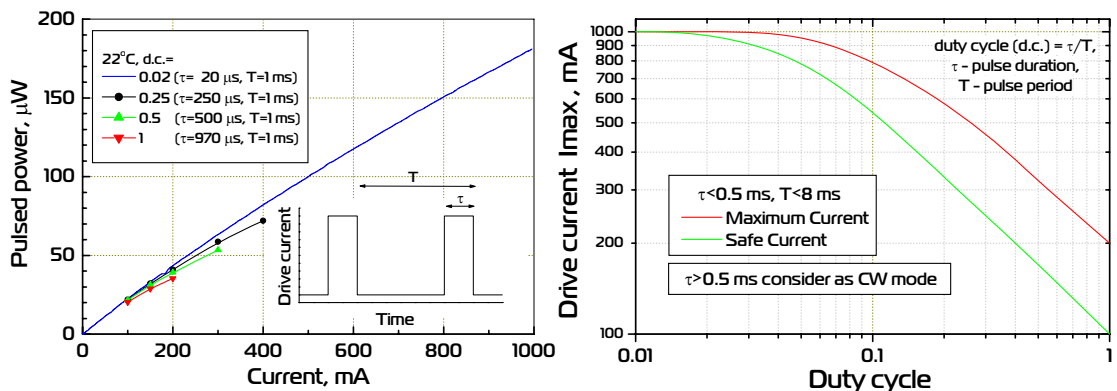 200
150
100
50
0
Pulsed power, μW
22°C, d.c.=
0.02 (τ= 20 μs, T=1 ms)
0.25 (τ=250 μs, T=1 ms)
0.5 (τ=500 μs, T=1 ms)
1 (τ=970 μs, T=1 ms)
T
τ
Drive current
Time
0 200 400 600 800 1000
Current, mA
1000
900
800
700
600
500
400
300
200
100
Drive current Imax, mA
duty cycle (d.c.) = τ/T,
τ - pulse duration,
T - pulse period
τ<0.5 ms, T<8 ms
Maximum Current
Safe Current
τ>0.5 ms consider as CW mode
0.01 0.1 1
Duty cycle